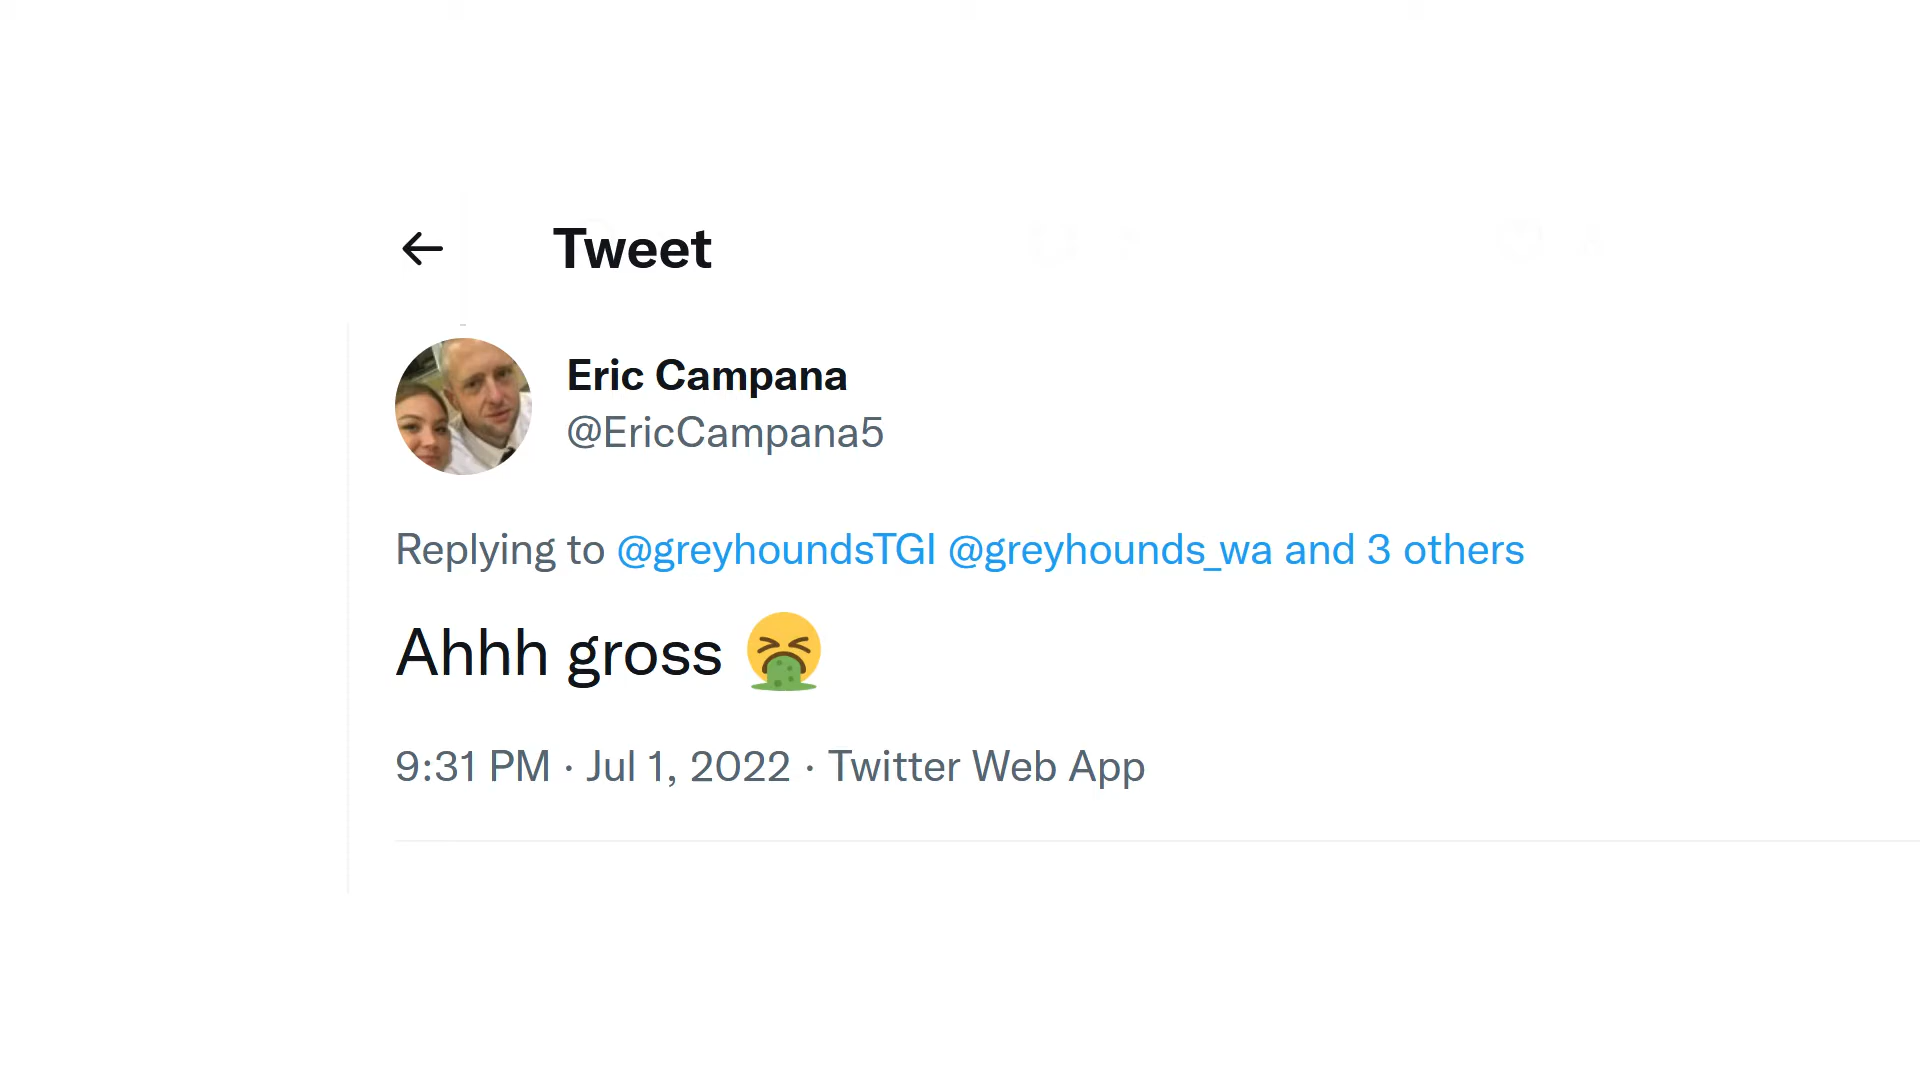 Tweet
Eric Campana
@EricCampana5
Replying to @greyhoundsTGI @greyhounds_wa and 3 others
Ahhh gross 🤮
9:31 PM · Jul 1, 2022 · Twitter Web App